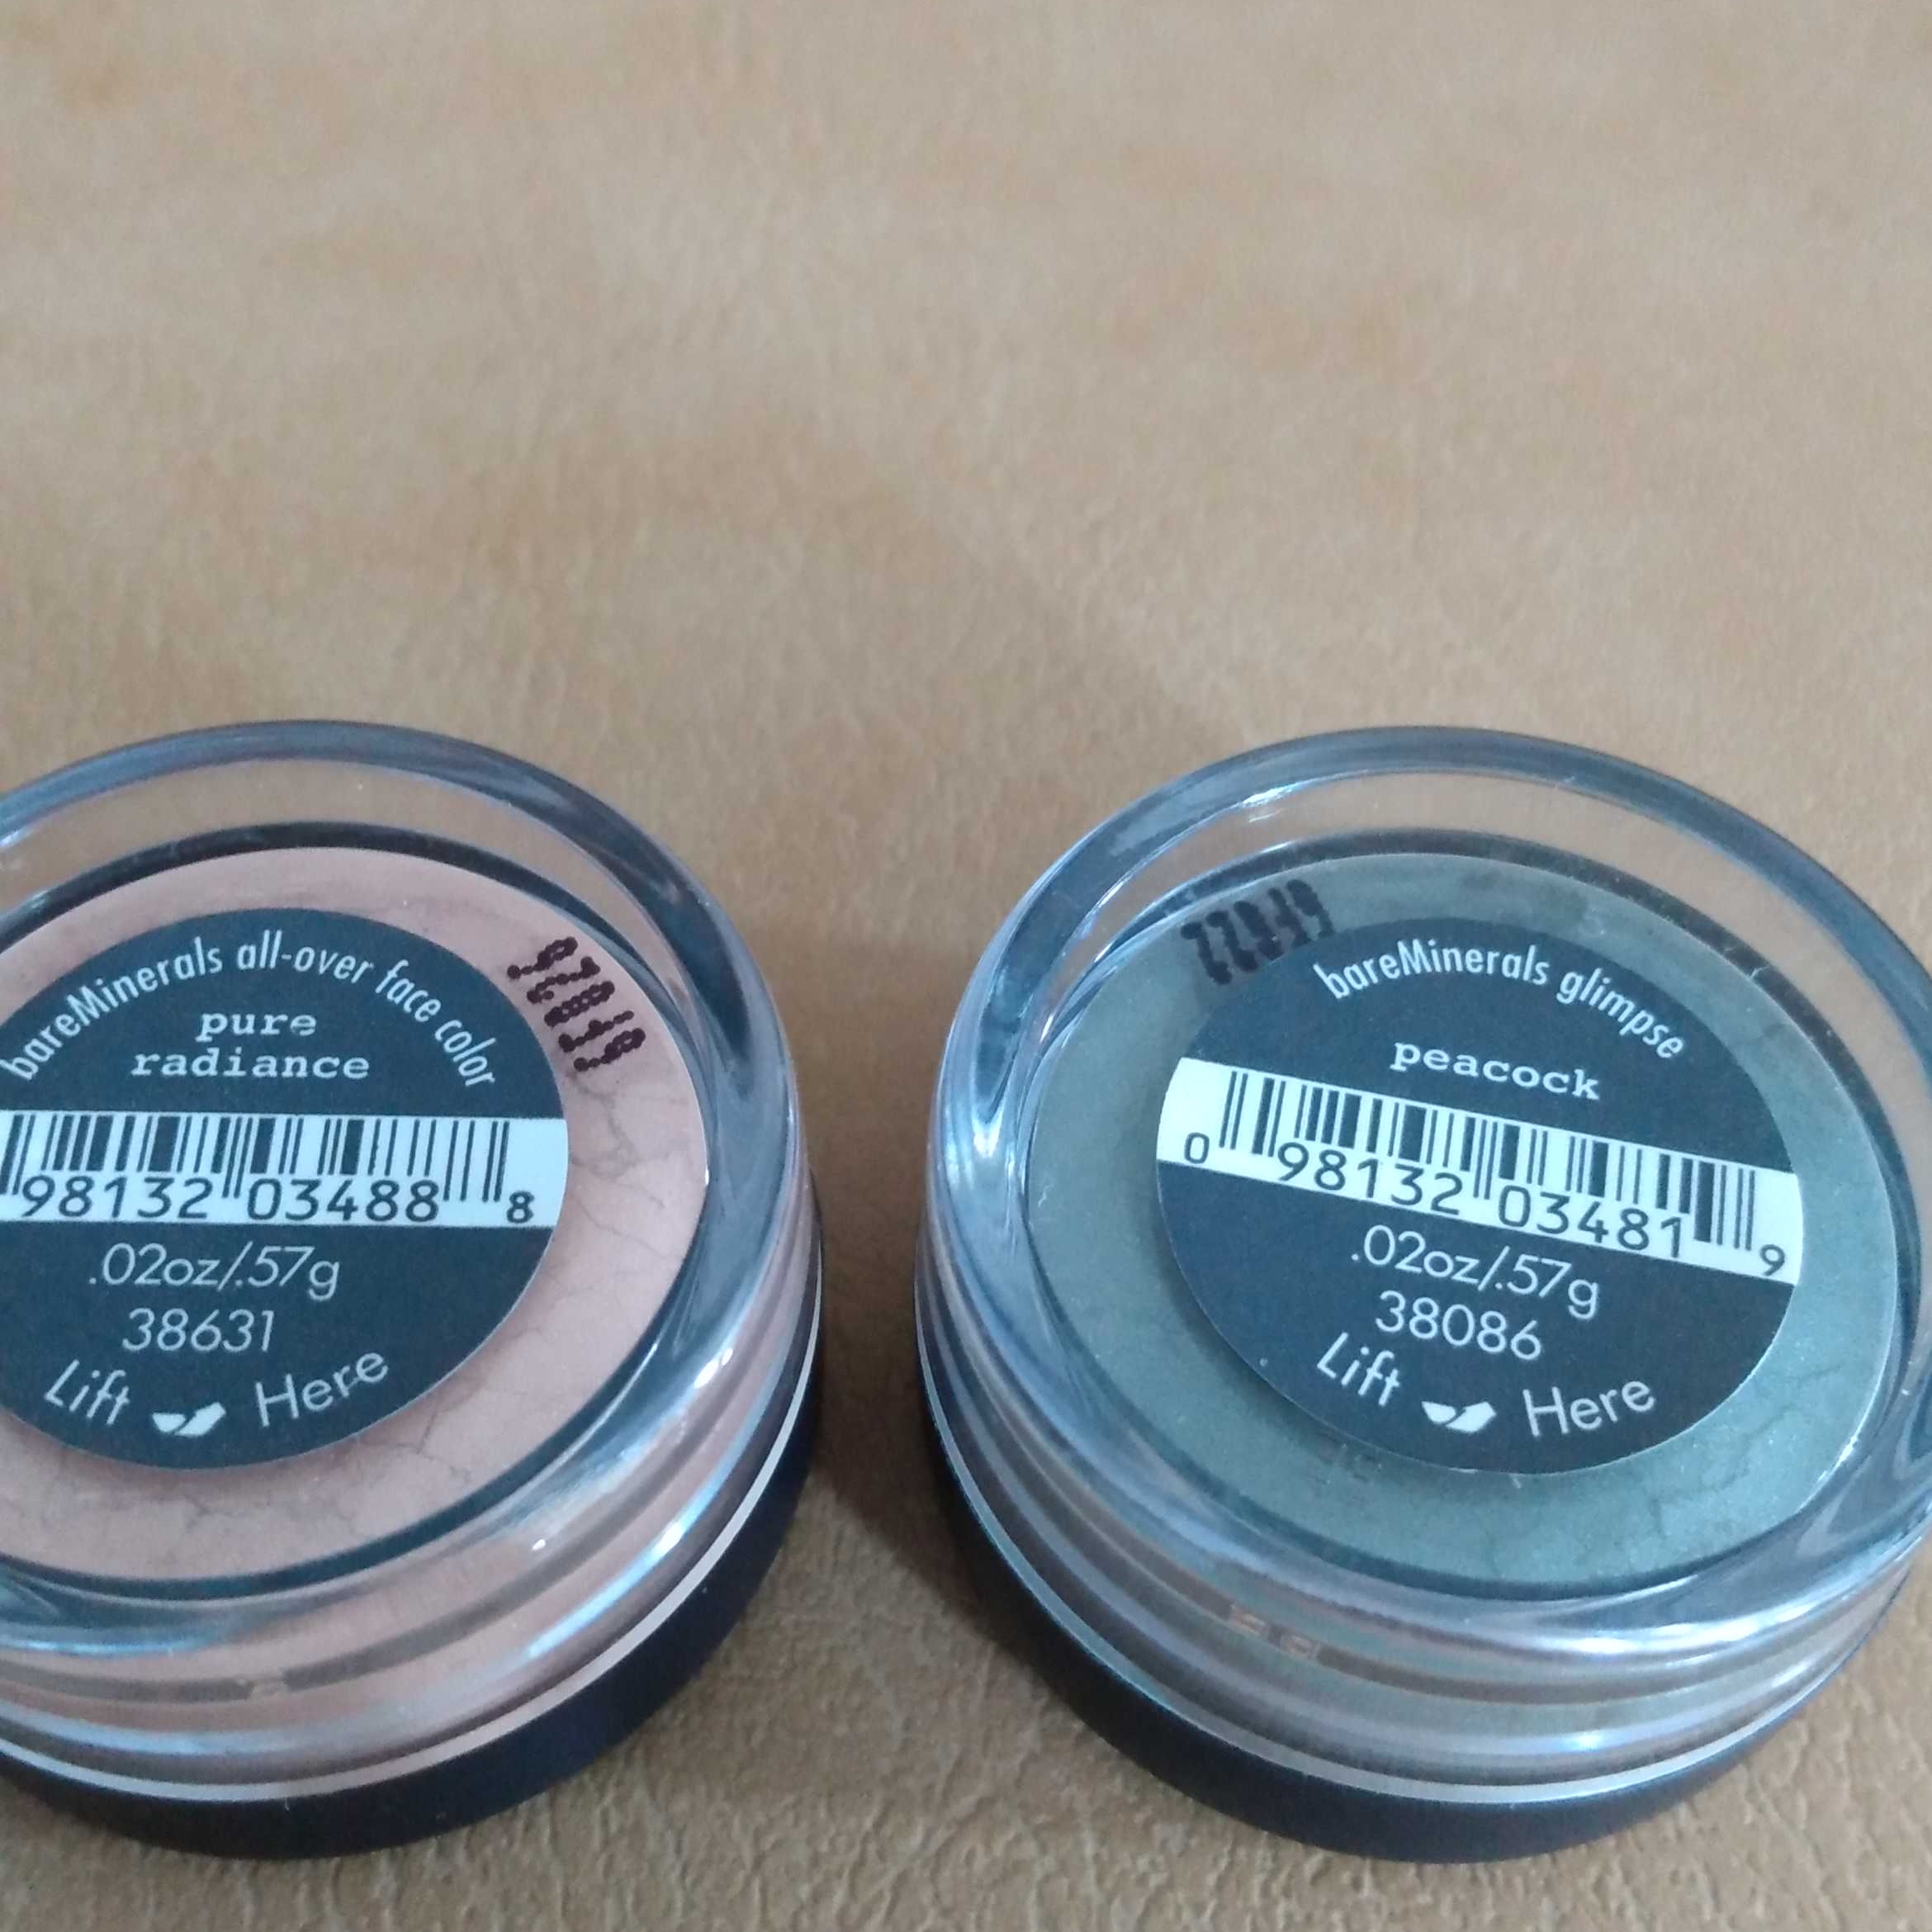 bareMinerals all-over face color
pure
radiance
98132 03488 8
.02oz/.57g
38631
Lift Here
bareMinerals glimpse
peacock
0 98132 03481 9
.02oz/.57g
38086
Lift Here